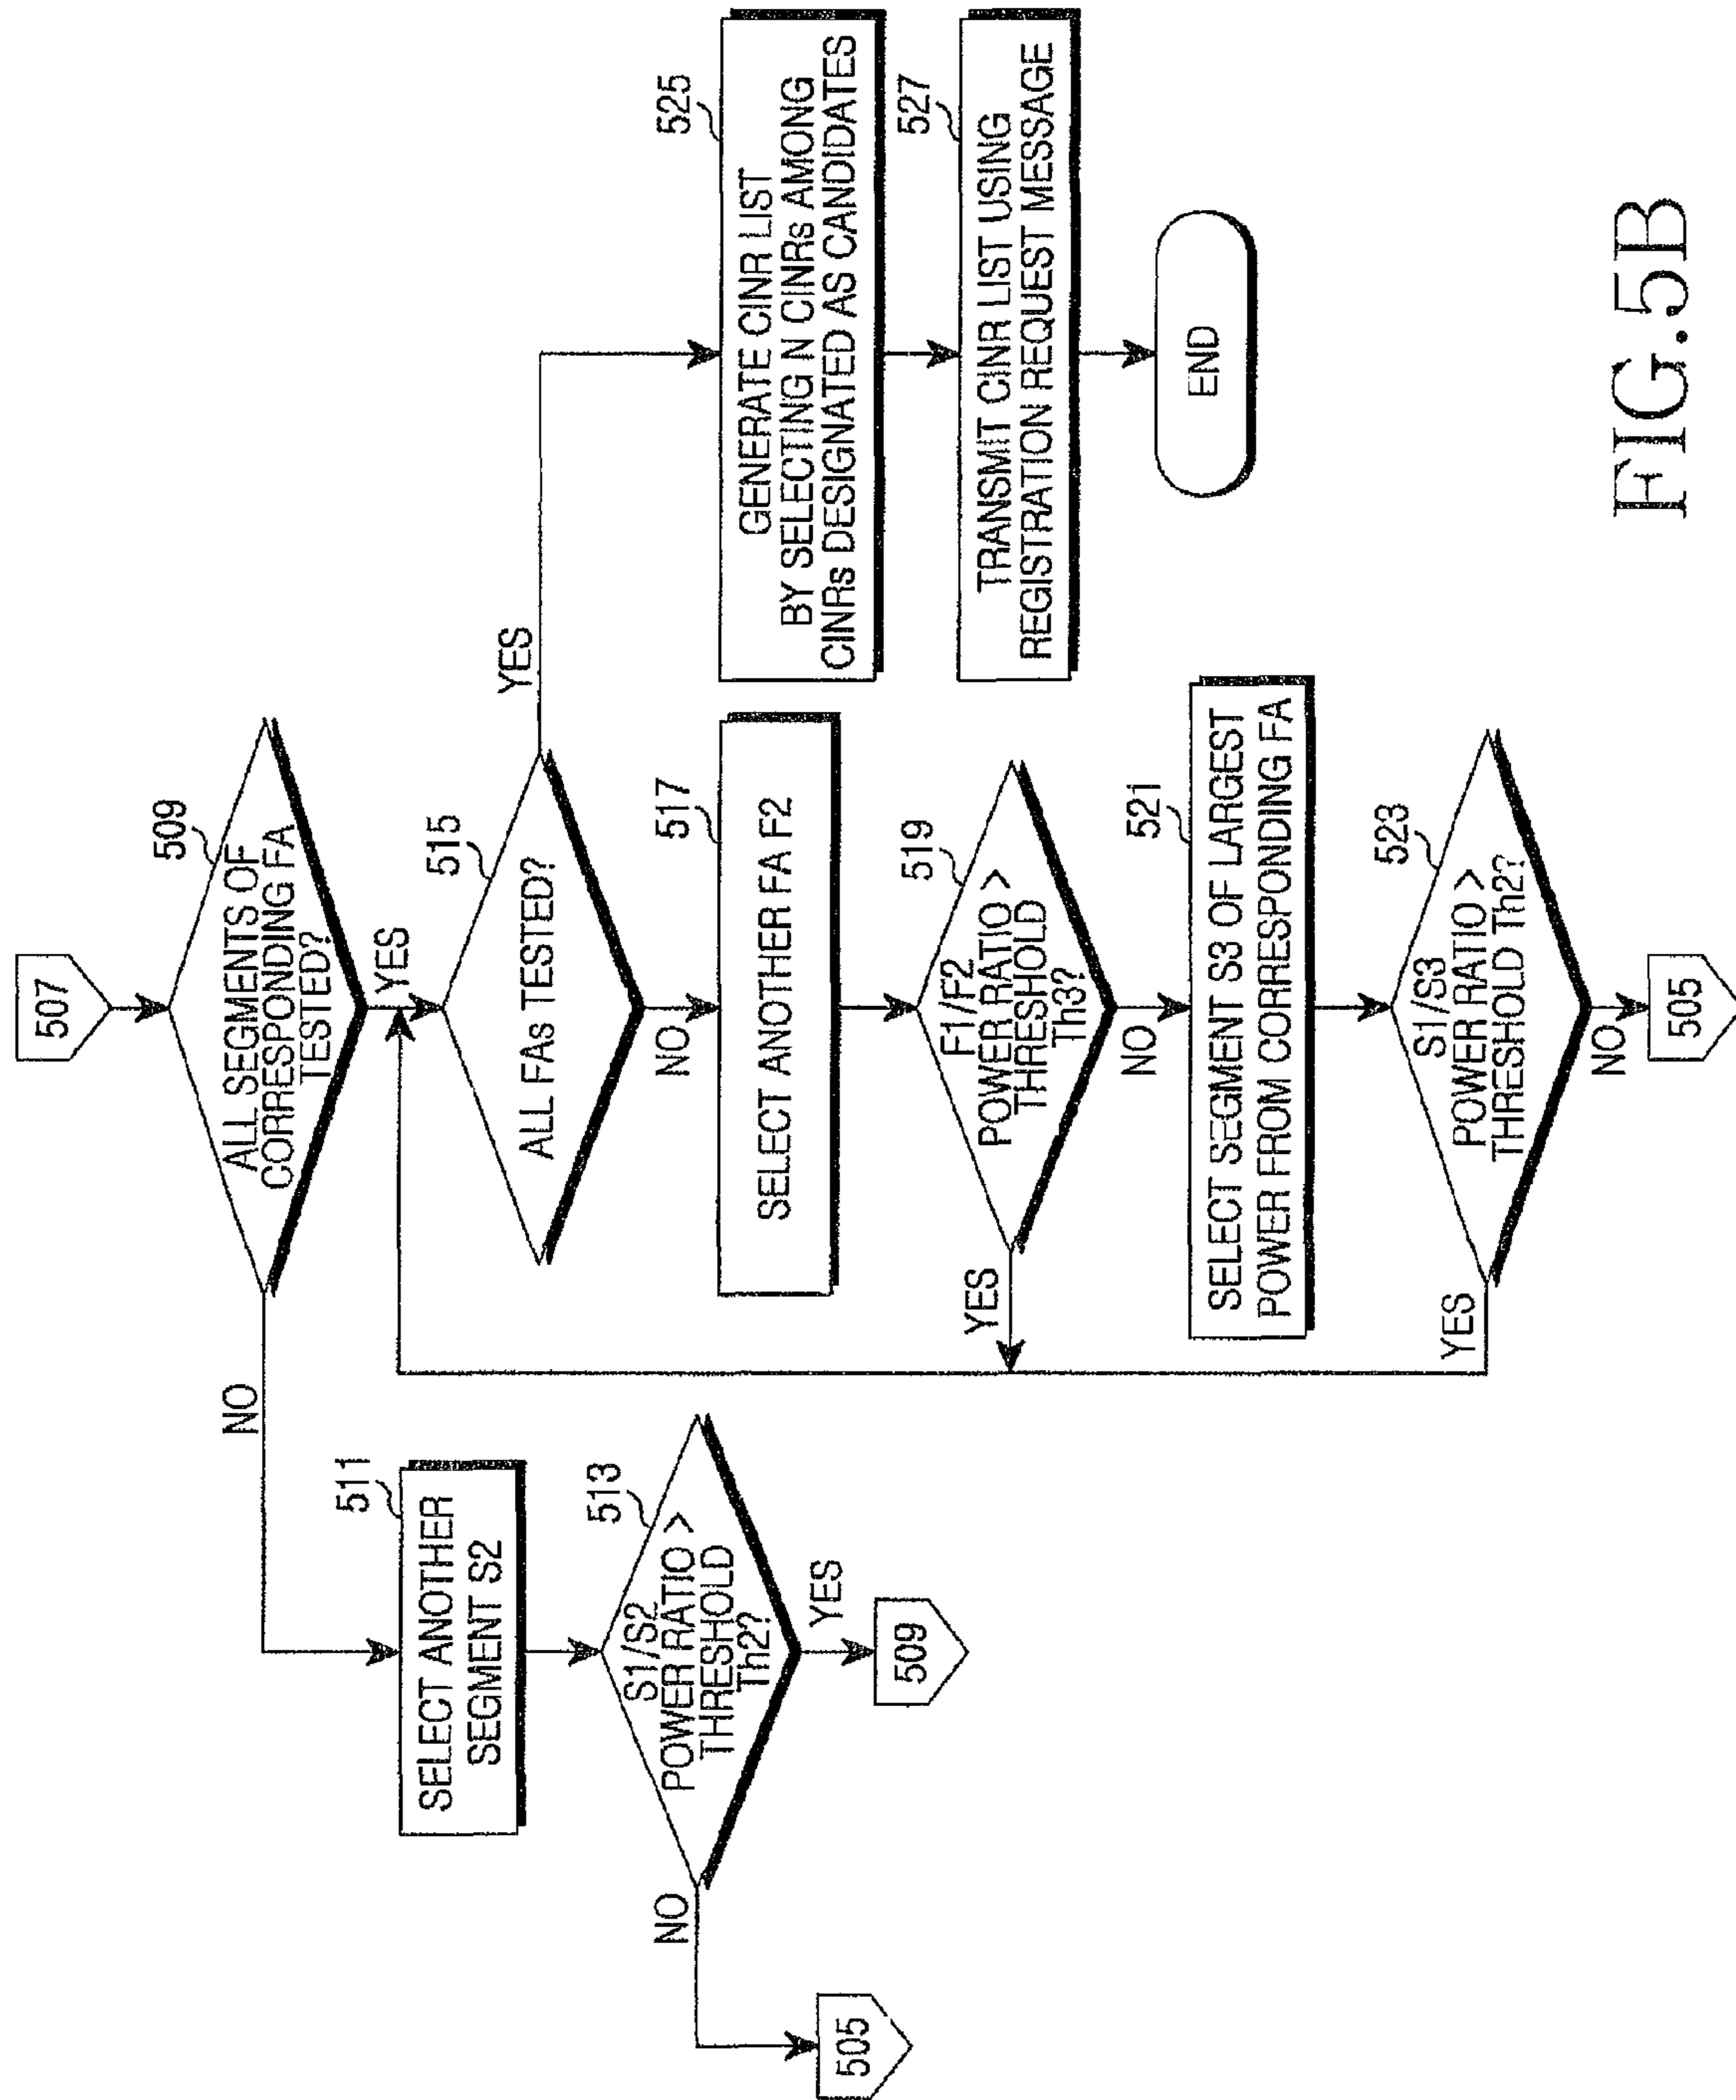 507
509
ALL SEGMENTS OF
CORRESPONDING FA
TESTED?
NO
YES
511
SELECT ANOTHER
SEGMENT S2
513
S1/S2
POWER RATIO >
THRESHOLD
Th2?
NO
YES
505
509
515
ALL FAs TESTED?
YES
NO
517
SELECT ANOTHER FA F2
519
F1/F2
POWER RATIO >
THRESHOLD
Th3?
YES
NO
521
SELECT SEGMENT S3 OF LARGEST
POWER FROM CORRESPONDING FA
523
S1/S3
POWER RATIO >
THRESHOLD Th2?
YES
NO
505
525
GENERATE CINR LIST
BY SELECTING N CINRs AMONG
CINRs DESIGNATED AS CANDIDATES
527
TRANSMIT CINR LIST USING
REGISTRATION REQUEST MESSAGE
END
FIG.5B